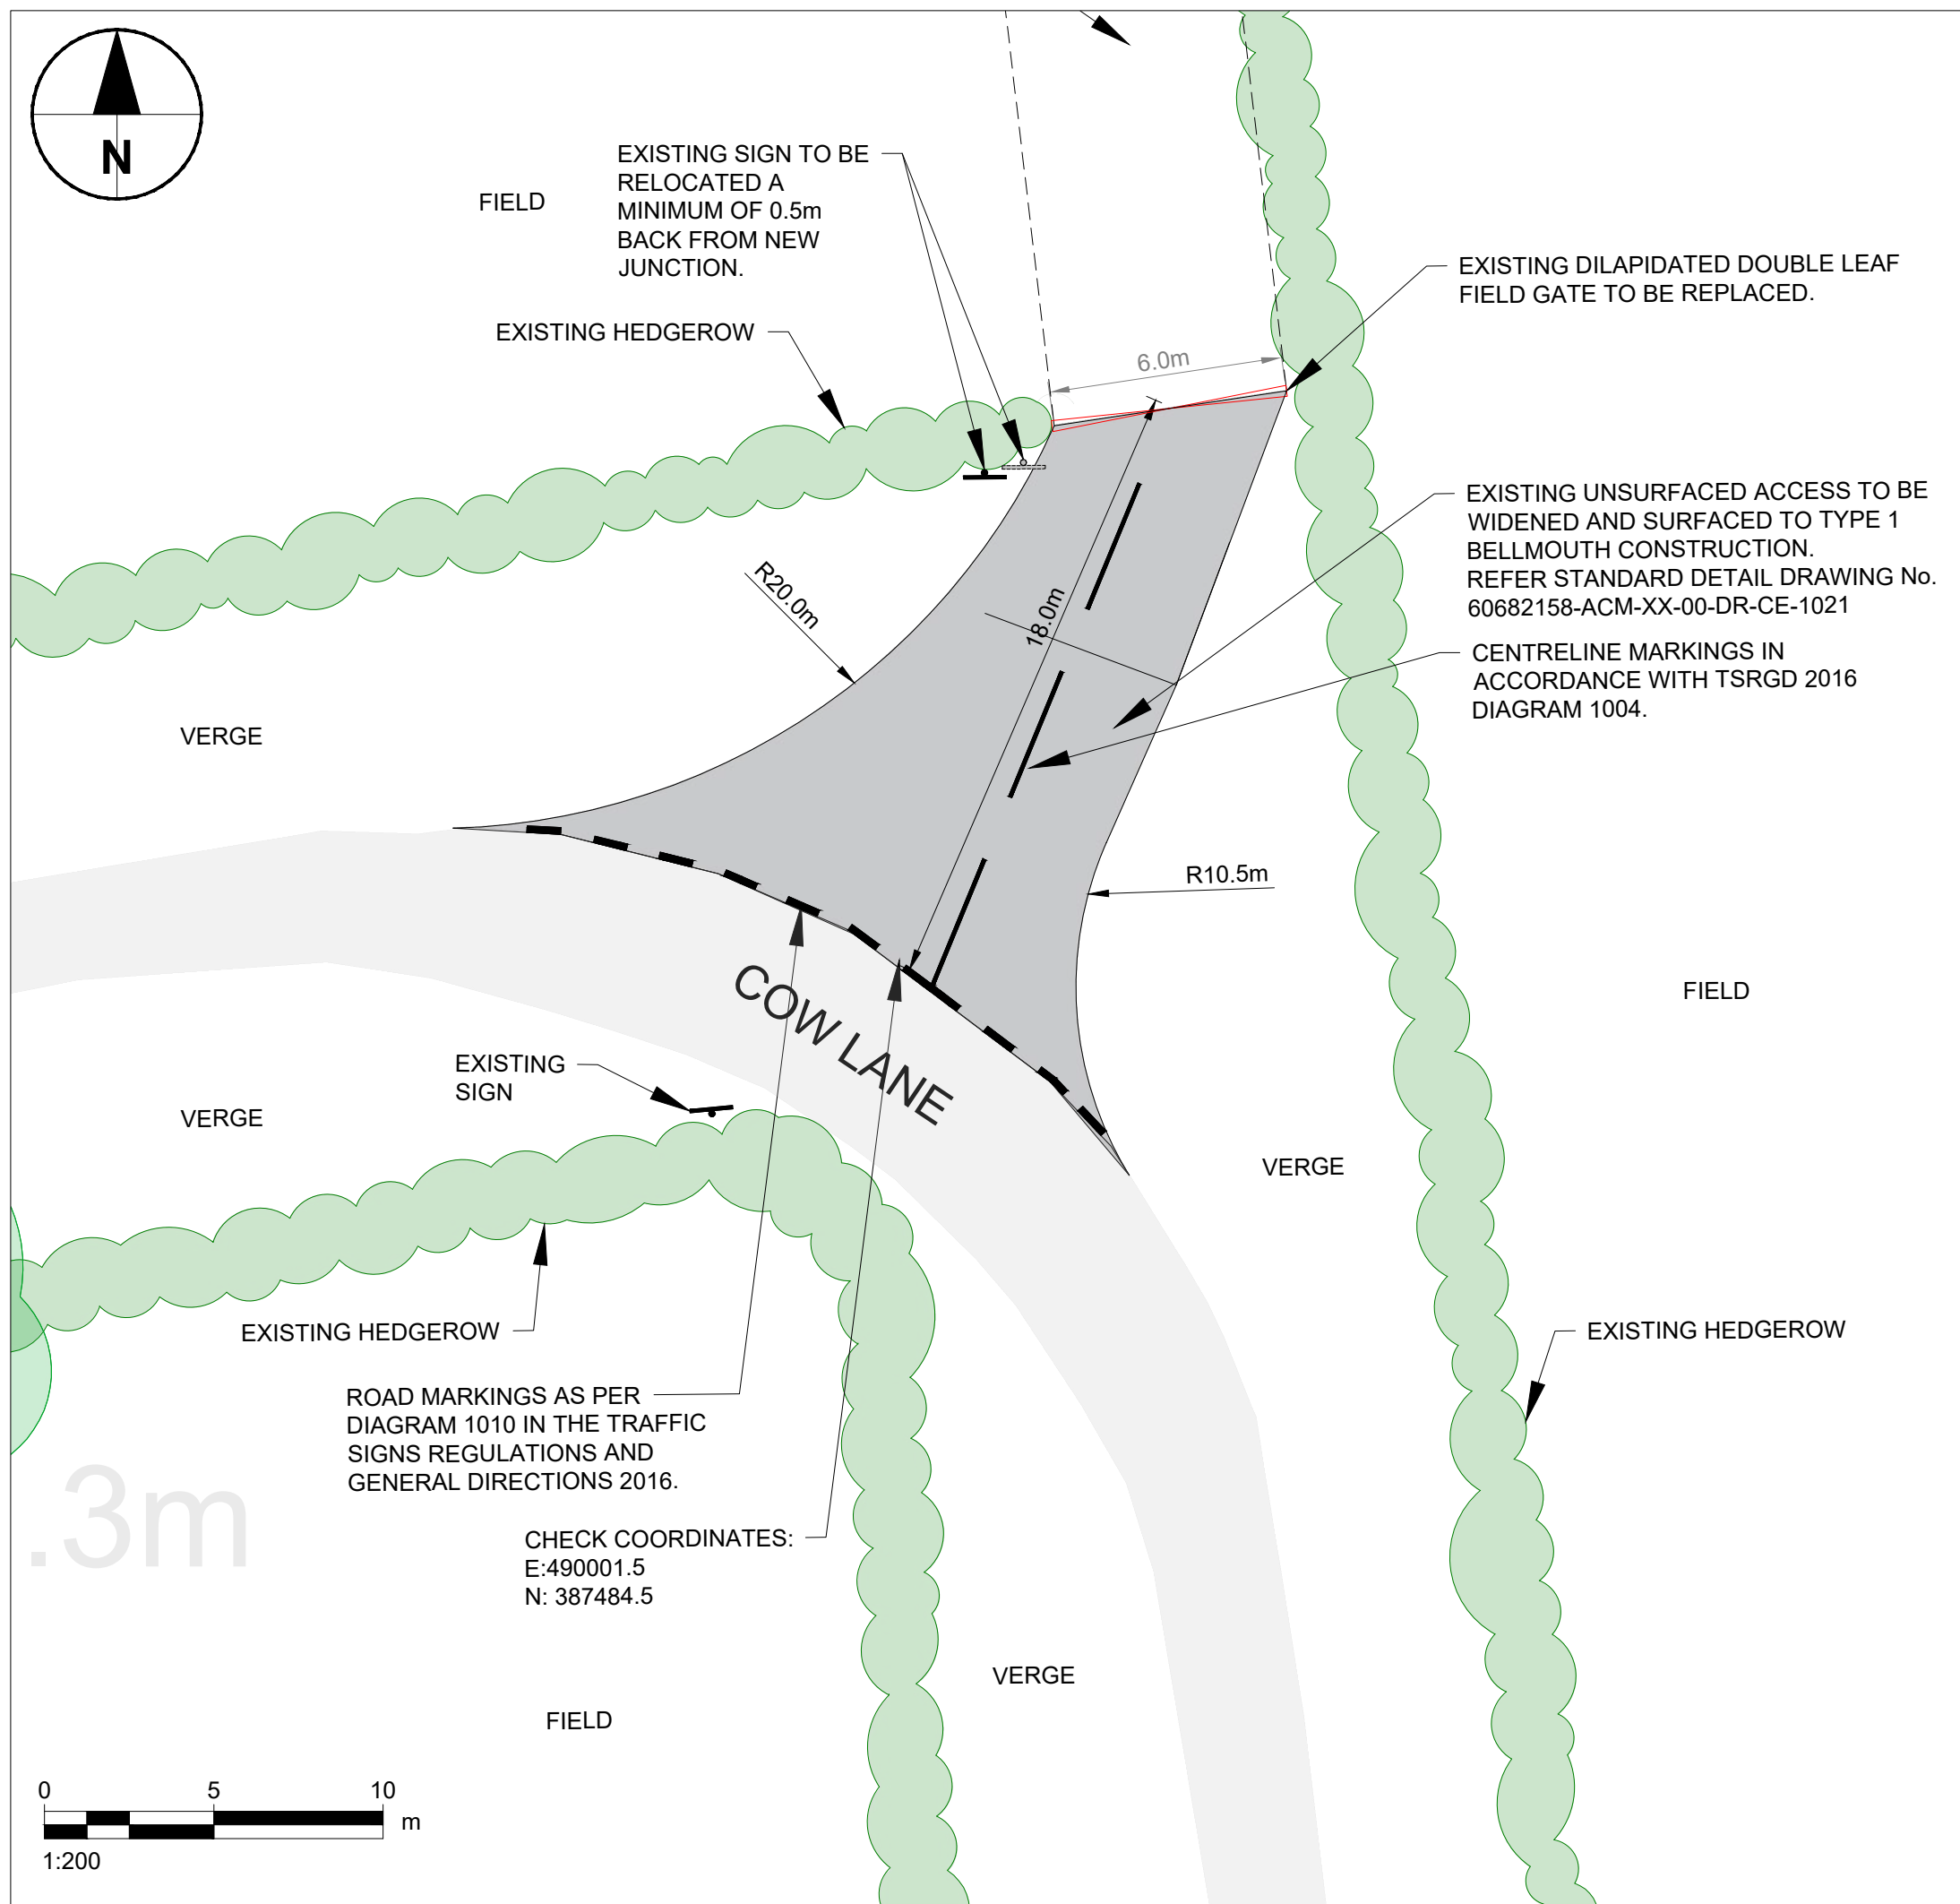 N
FIELD
EXISTING SIGN TO BE
RELOCATED A
MINIMUM OF 0.5m
BACK FROM NEW
JUNCTION.
EXISTING HEDGEROW
EXISTING DILAPIDATED DOUBLE LEAF
FIELD GATE TO BE REPLACED.
6.0m
EXISTING UNSURFACED ACCESS TO BE
WIDENED AND SURFACED TO TYPE 1
BELLMOUTH CONSTRUCTION.
REFER STANDARD DETAIL DRAWING No.
60682158-ACM-XX-00-DR-CE-1021
R20.0m
18.0m
CENTRELINE MARKINGS IN
ACCORDANCE WITH TSRGD 2016
DIAGRAM 1004.
VERGE
R10.5m
COW LANE
FIELD
EXISTING
SIGN
VERGE
VERGE
EXISTING HEDGEROW
EXISTING HEDGEROW
ROAD MARKINGS AS PER
DIAGRAM 1010 IN THE TRAFFIC
SIGNS REGULATIONS AND
GENERAL DIRECTIONS 2016.
.3m
CHECK COORDINATES:
E:490001.5
N: 387484.5
VERGE
FIELD
0 5 10
m
1:200